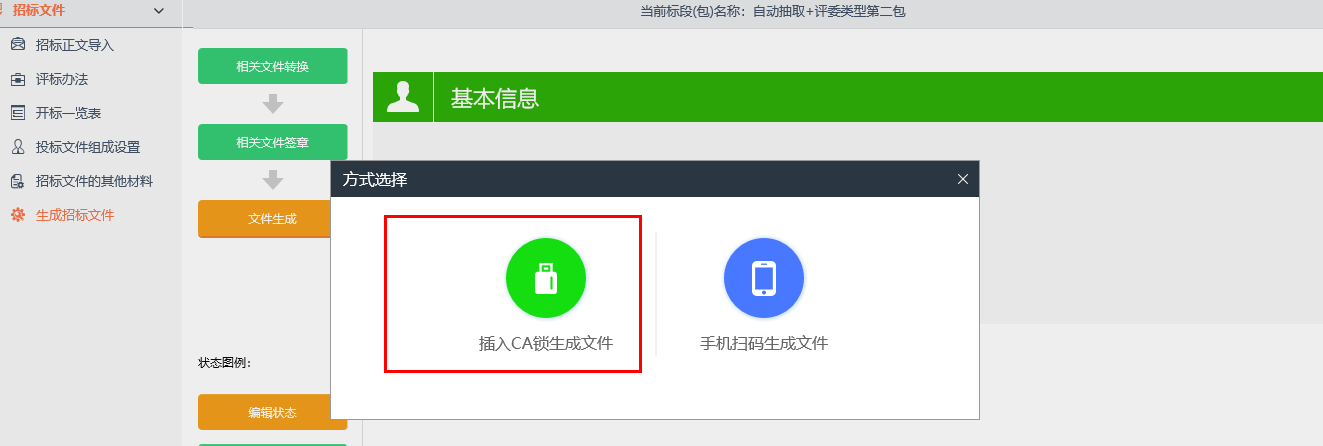 招标文件
当前标段(包)名称：自动抽取+评委类型第二包
招标正文导入
评标办法
开标一览表
投标文件组成设置
招标文件的其他材料
生成招标文件
相关文件转换
相关文件签章
文件生成
状态图例：
编辑状态
基本信息
方式选择
插入CA锁生成文件
手机扫码生成文件